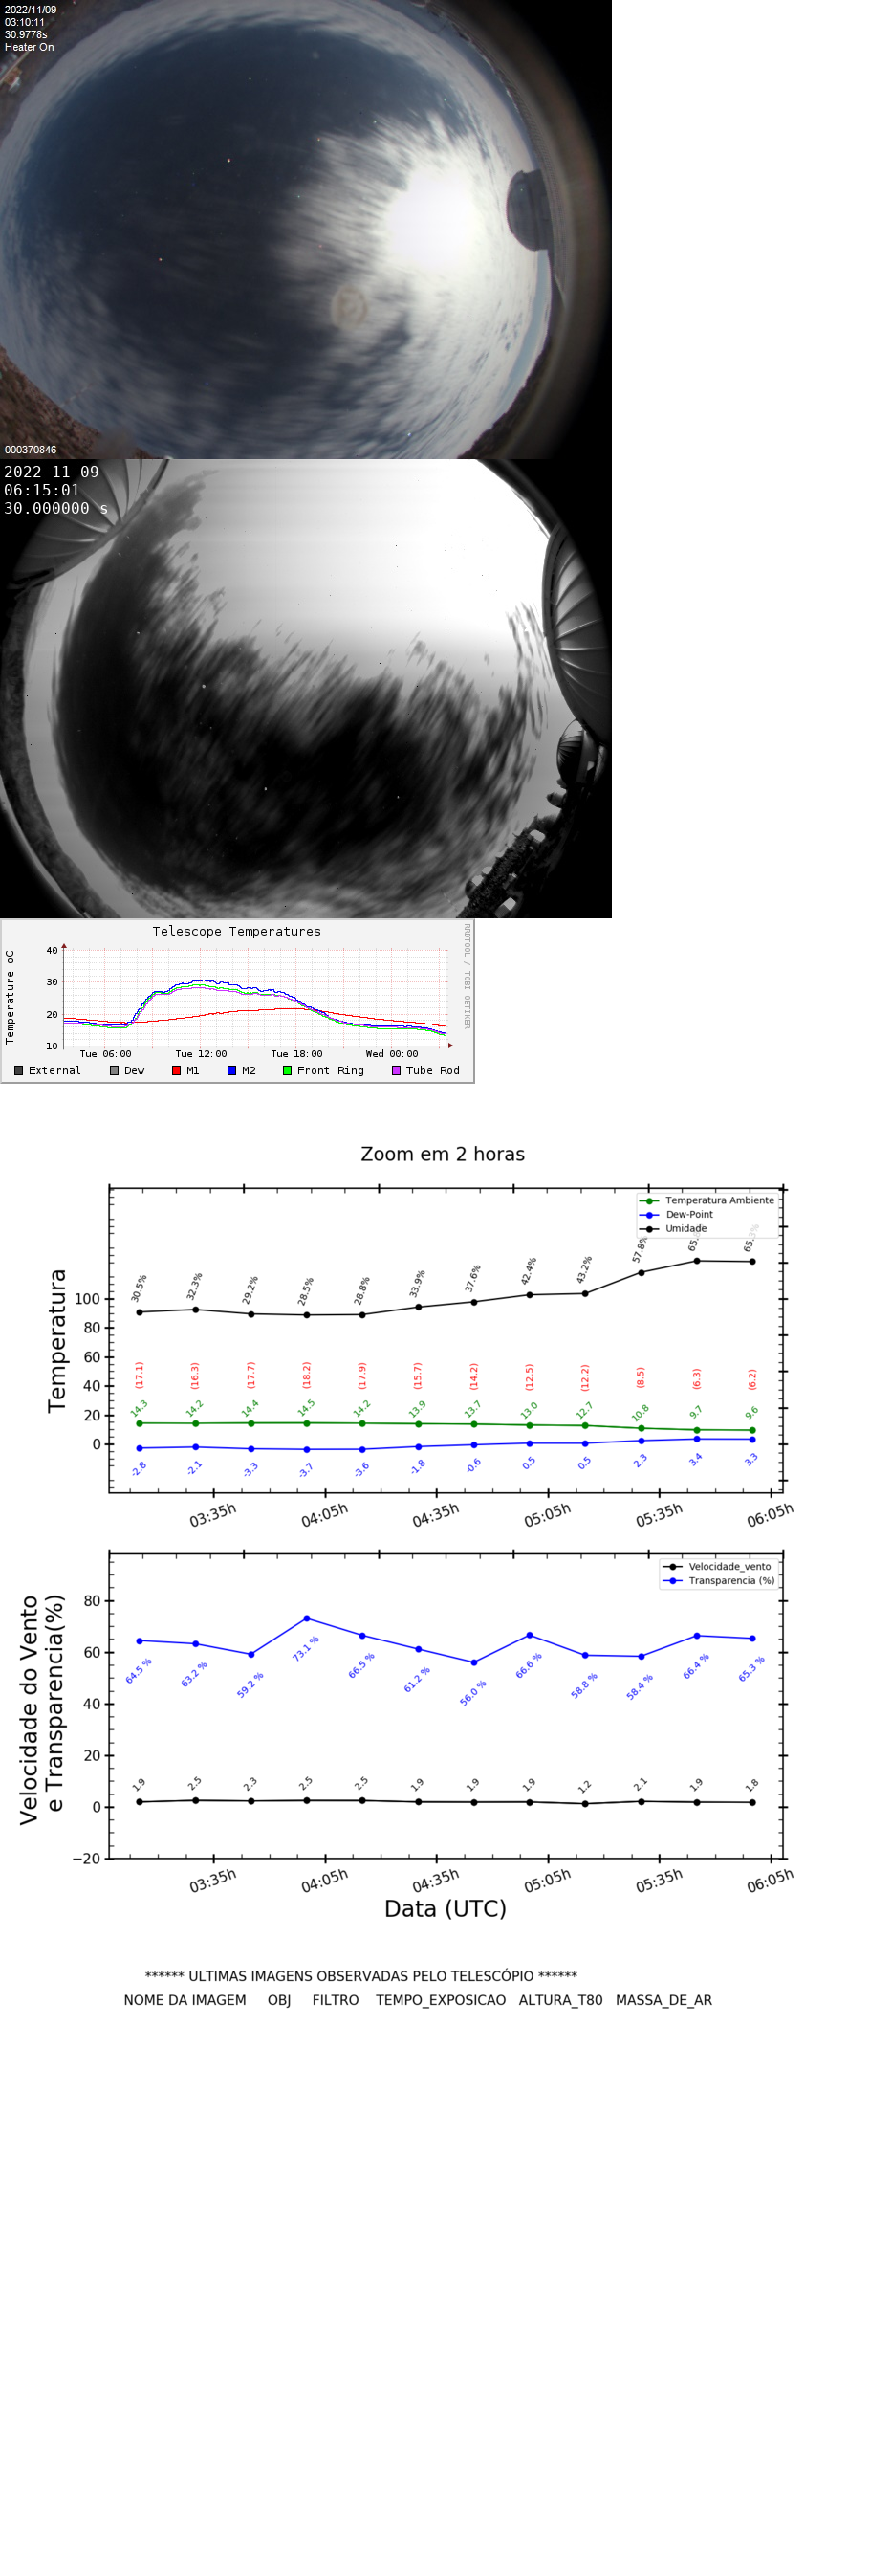 2022/11/09
03:10:11
30.9778s
Heater On
000370846
2022-11-09
06:15:01
30.000000 s
Telescope Temperatures
RRDTOOL / TOBI OETIKER
Temperature oC
40
30
20
10
Tue 06:00 Tue 12:00 Tue 18:00 Wed 00:00
External Dew M1 M2 Front Ring Tube Rod
Zoom em 2 horas
Temperatura Ambiente
Dew-Point
Umidade
Temperatura
30.5% 32.3% 29.2% 28.5% 28.8% 33.9% 37.6% 42.4% 43.2% 57.8%
100
80
60
40
20
0
(17.1) (16.3) (17.7) (18.2) (17.9) (15.7) (14.2) (12.5) (12.2) (8.5) (6.3) (6.2)
14.3 14.2 14.4 14.5 14.2 13.9 13.7 13.0 12.7 10.8 9.7 9.6
-2.8 -2.1 -3.3 -3.7 -3.6 -1.8 -0.6 0.5 0.5 2.3 3.4 3.3
03:35h 04:05h 04:35h 05:05h 05:35h 06:05h
Velocidade_vento
Transparencia (%)
Velocidade do Vento
e Transparencia(%)
80
60
40
20
0
−20
64.5 % 63.2 % 59.2 % 73.1 % 66.5 % 61.2 % 56.0 % 66.6 % 58.8 % 58.4 % 66.4 % 65.3 %
1.9 2.5 2.3 2.5 2.5 1.9 1.9 1.9 1.2 2.1 1.9 1.8
03:35h 04:05h 04:35h 05:05h 05:35h 06:05h
Data (UTC)
****** ULTIMAS IMAGENS OBSERVADAS PELO TELESCÓPIO ******
NOME DA IMAGEM OBJ FILTRO TEMPO_EXPOSICAO ALTURA_T80 MASSA_DE_AR